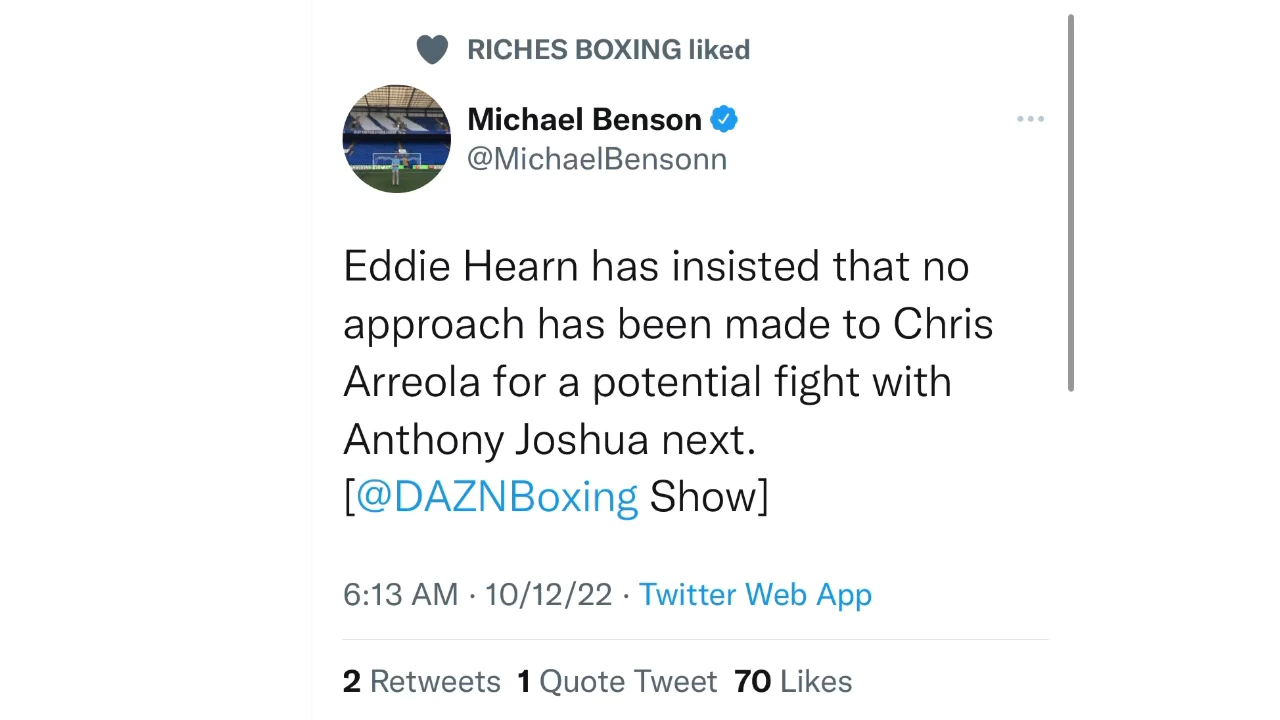 RICHES BOXING liked
Michael Benson
@MichaelBensonn
Eddie Hearn has insisted that no
approach has been made to Chris
Arreola for a potential fight with
Anthony Joshua next.
[@DAZNBoxing Show]
6:13 AM · 10/12/22 · Twitter Web App
2 Retweets 1 Quote Tweet 70 Likes